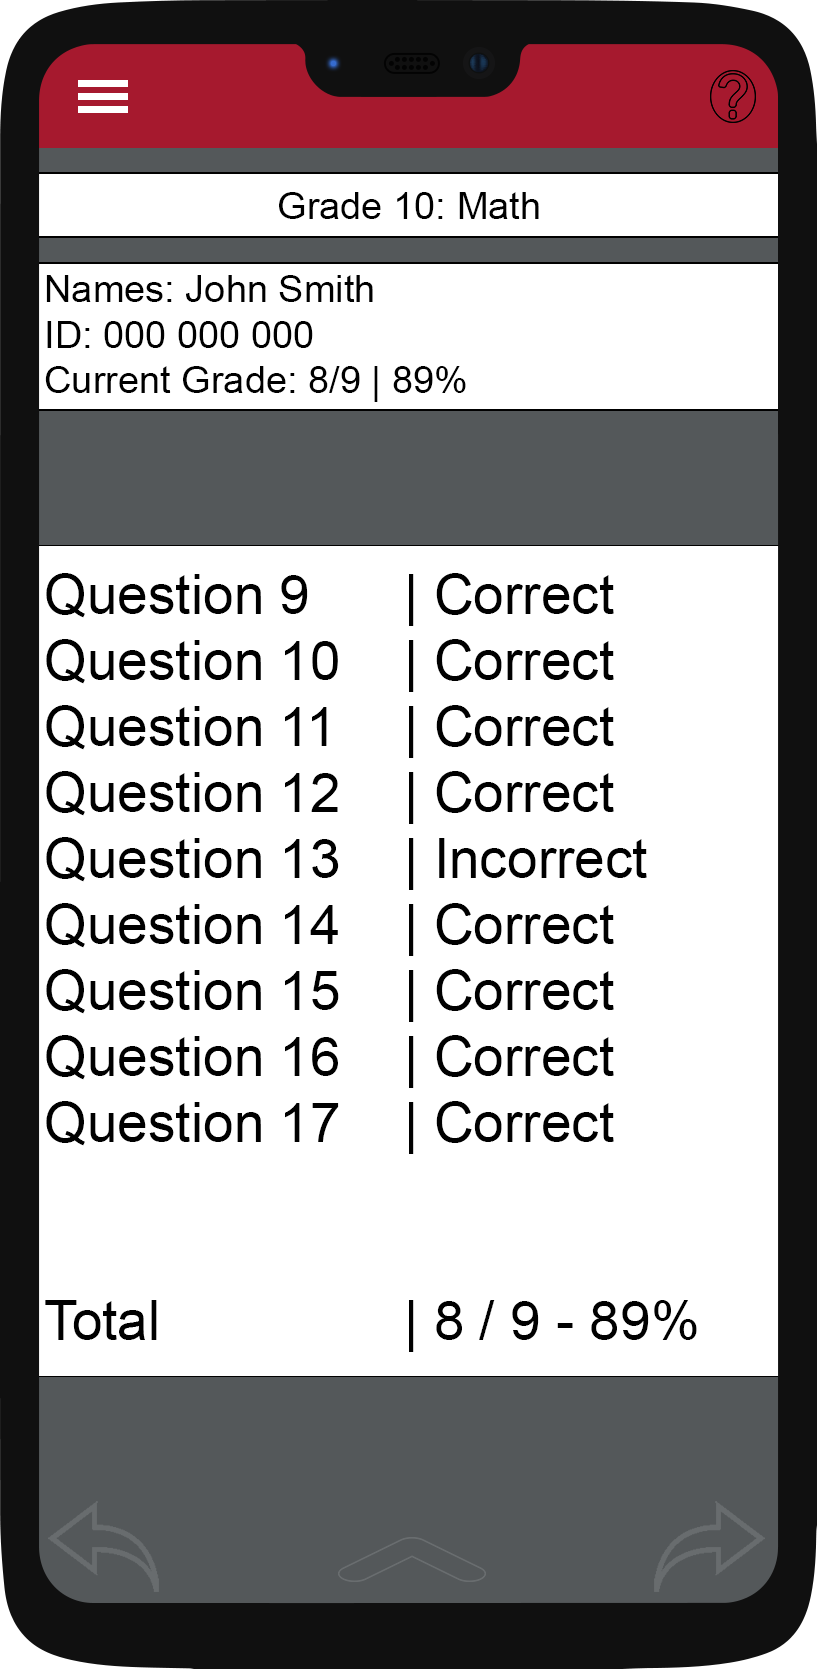 Grade 10: Math
Names: John Smith
ID: 000 000 000
Current Grade: 8/9 | 89%
Question 9 | Correct
Question 10 | Correct
Question 11 | Correct
Question 12 | Correct
Question 13 | Incorrect
Question 14 | Correct
Question 15 | Correct
Question 16 | Correct
Question 17 | Correct
Total | 8 / 9 - 89%